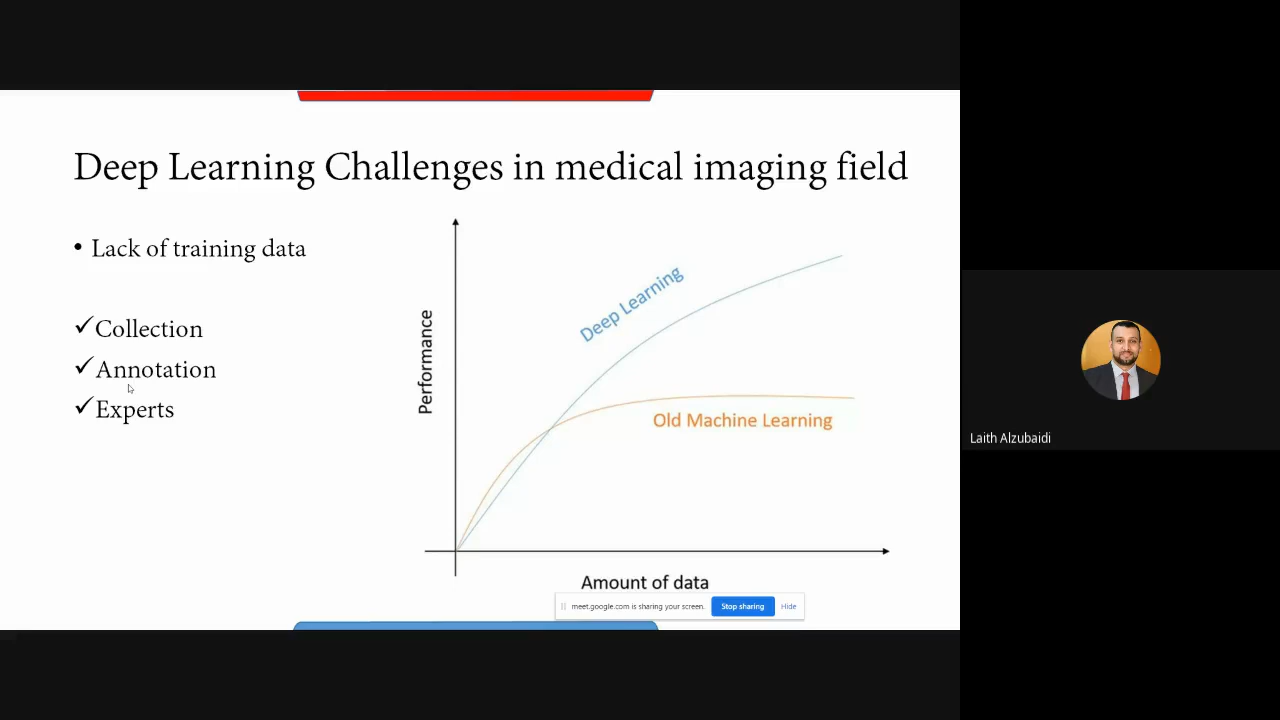 Deep Learning Challenges in medical imaging field
• Lack of training data
✓Collection
✓Annotation
✓Experts
Performance
Deep Learning
Old Machine Learning
Amount of data
meet.google.com is sharing your screen.
Stop sharing
Hide
Laith Alzubaidi